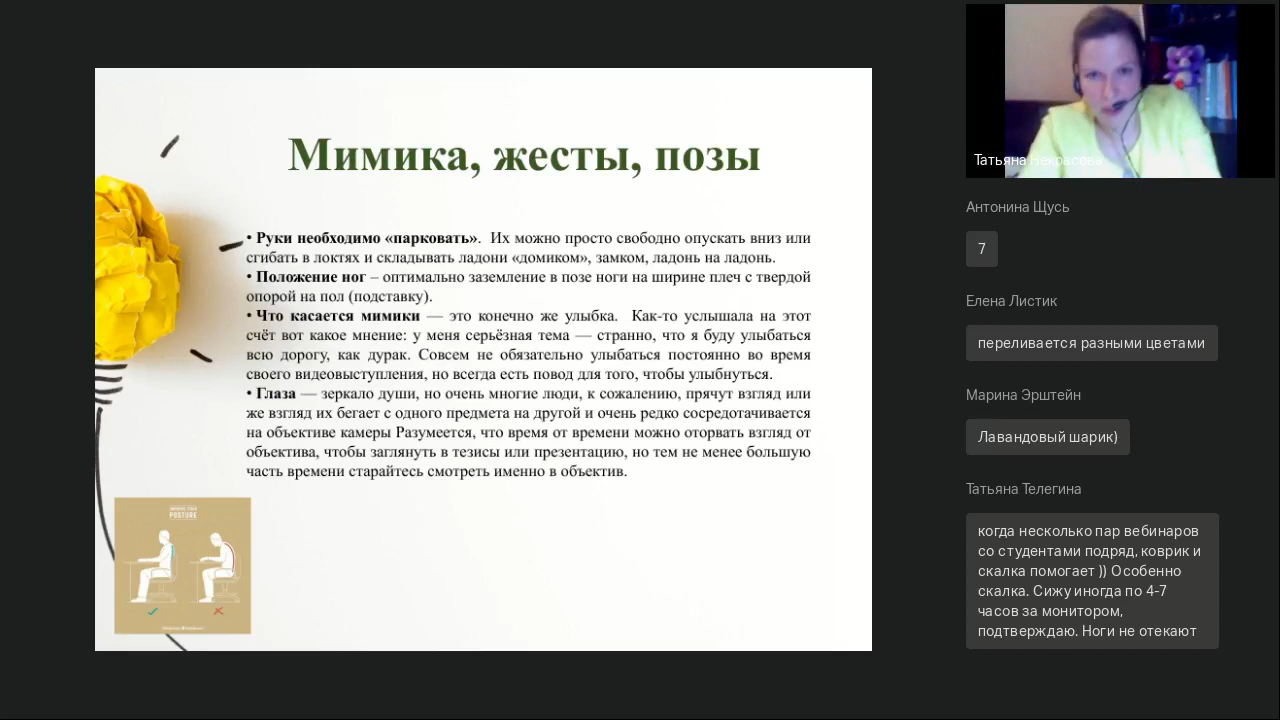 Мимика, жесты, позы
• Руки необходимо «парковать».  Их можно просто свободно опускать вниз или
сгибать в локтях и складывать ладони «домиком», замком, ладонь на ладонь.
• Положение ног – оптимально заземление в позе ноги на ширине плеч с твердой
опорой на пол (подставку).
• Что касается мимики — это конечно же улыбка.  Как-то услышала на этот
счёт вот какое мнение: у меня серьёзная тема — странно, что я буду улыбаться
всю дорогу, как дурак. Совсем не обязательно улыбаться постоянно во время
своего видеовыступления, но всегда есть повод для того, чтобы улыбнуться.
• Глаза — зеркало души, но очень многие люди, к сожалению, прячут взгляд или
же взгляд их бегает с одного предмета на другой и очень редко сосредотачивается
на объективе камеры Разумеется, что время от времени можно оторвать взгляд от
объектива, чтобы заглянуть в тезисы или презентацию, но тем не менее большую
часть времени старайтесь смотреть именно в объектив.
POSTURE
Татьяна Некрасова
Антонина Щусь
7
Елена Листик
переливается разными цветами
Марина Эрштейн
Лавандовый шарик)
Татьяна Телегина
когда несколько пар вебинаров
со студентами подряд, коврик и
скалка помогает )) Особенно
скалка. Сижу иногда по 4-7
часов за монитором,
подтверждаю. Ноги не отекают